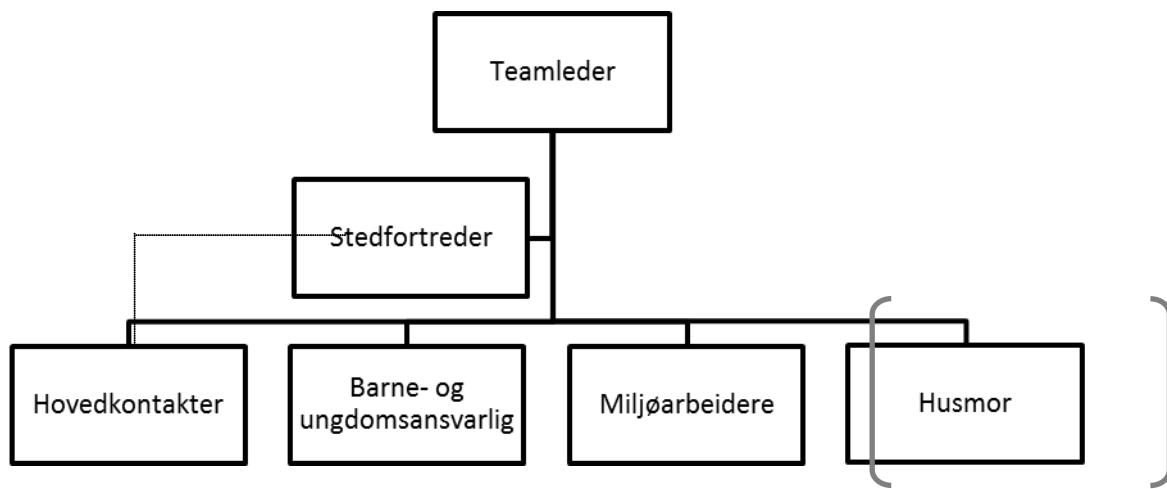 Teamleder
Stedfortreder
Hovedkontakter
Barne- og
ungdomsansvarlig
Miljøarbeidere
Husmor